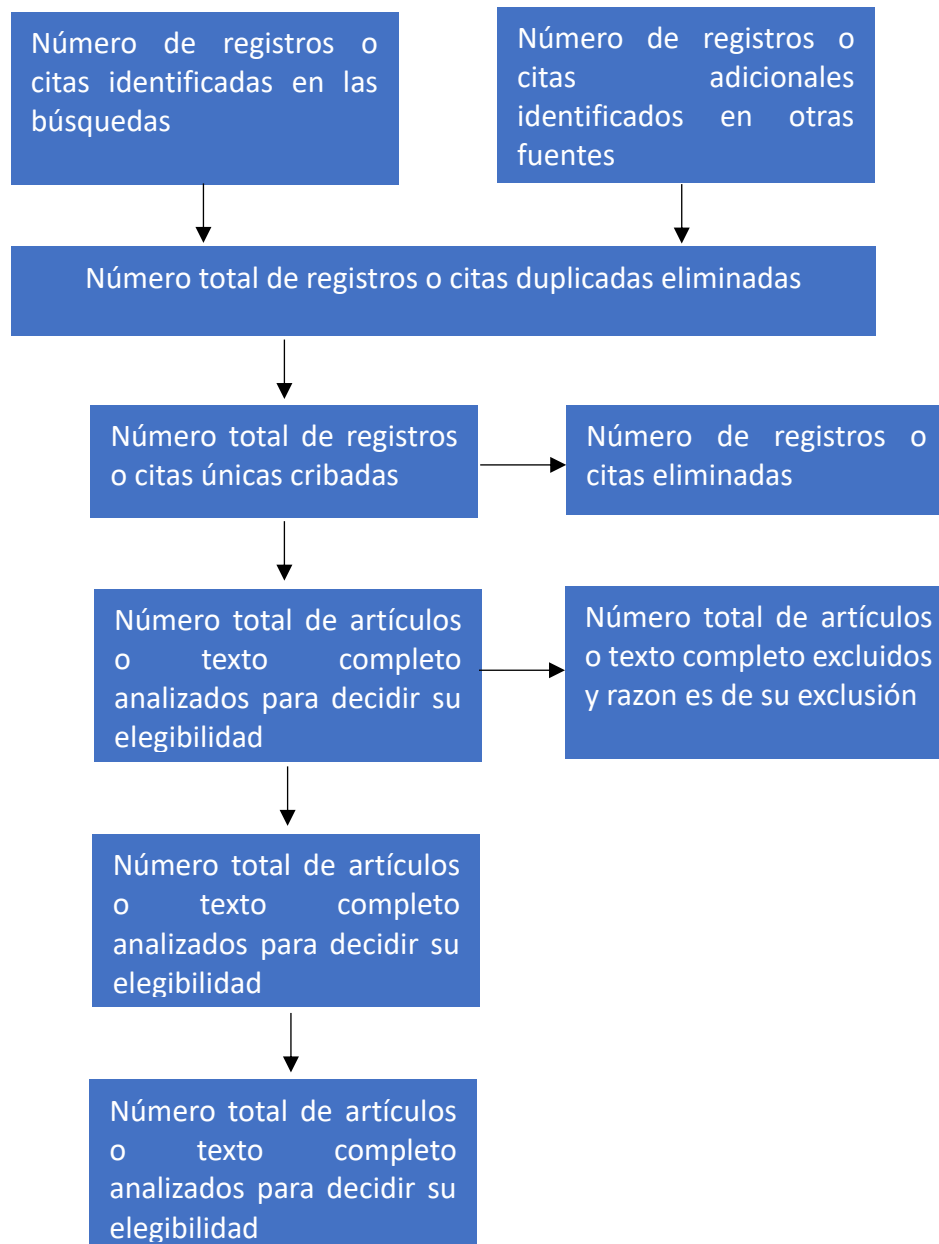 Número de registros o
citas identificadas en las
búsquedas
Número de registros o
citas adicionales
identificados en otras
fuentes
Número total de registros o citas duplicadas eliminadas
Número total de registros
o citas únicas cribadas
Número de registros o
citas eliminadas
Número total de artículos
o texto completo
analizados para decidir su
elegibilidad
Número total de artículos
o texto completo excluidos
y razon es de su exclusión
Número total de artículos
o texto completo
analizados para decidir su
elegibilidad
Número total de artículos
o texto completo
analizados para decidir su
elegibilidad